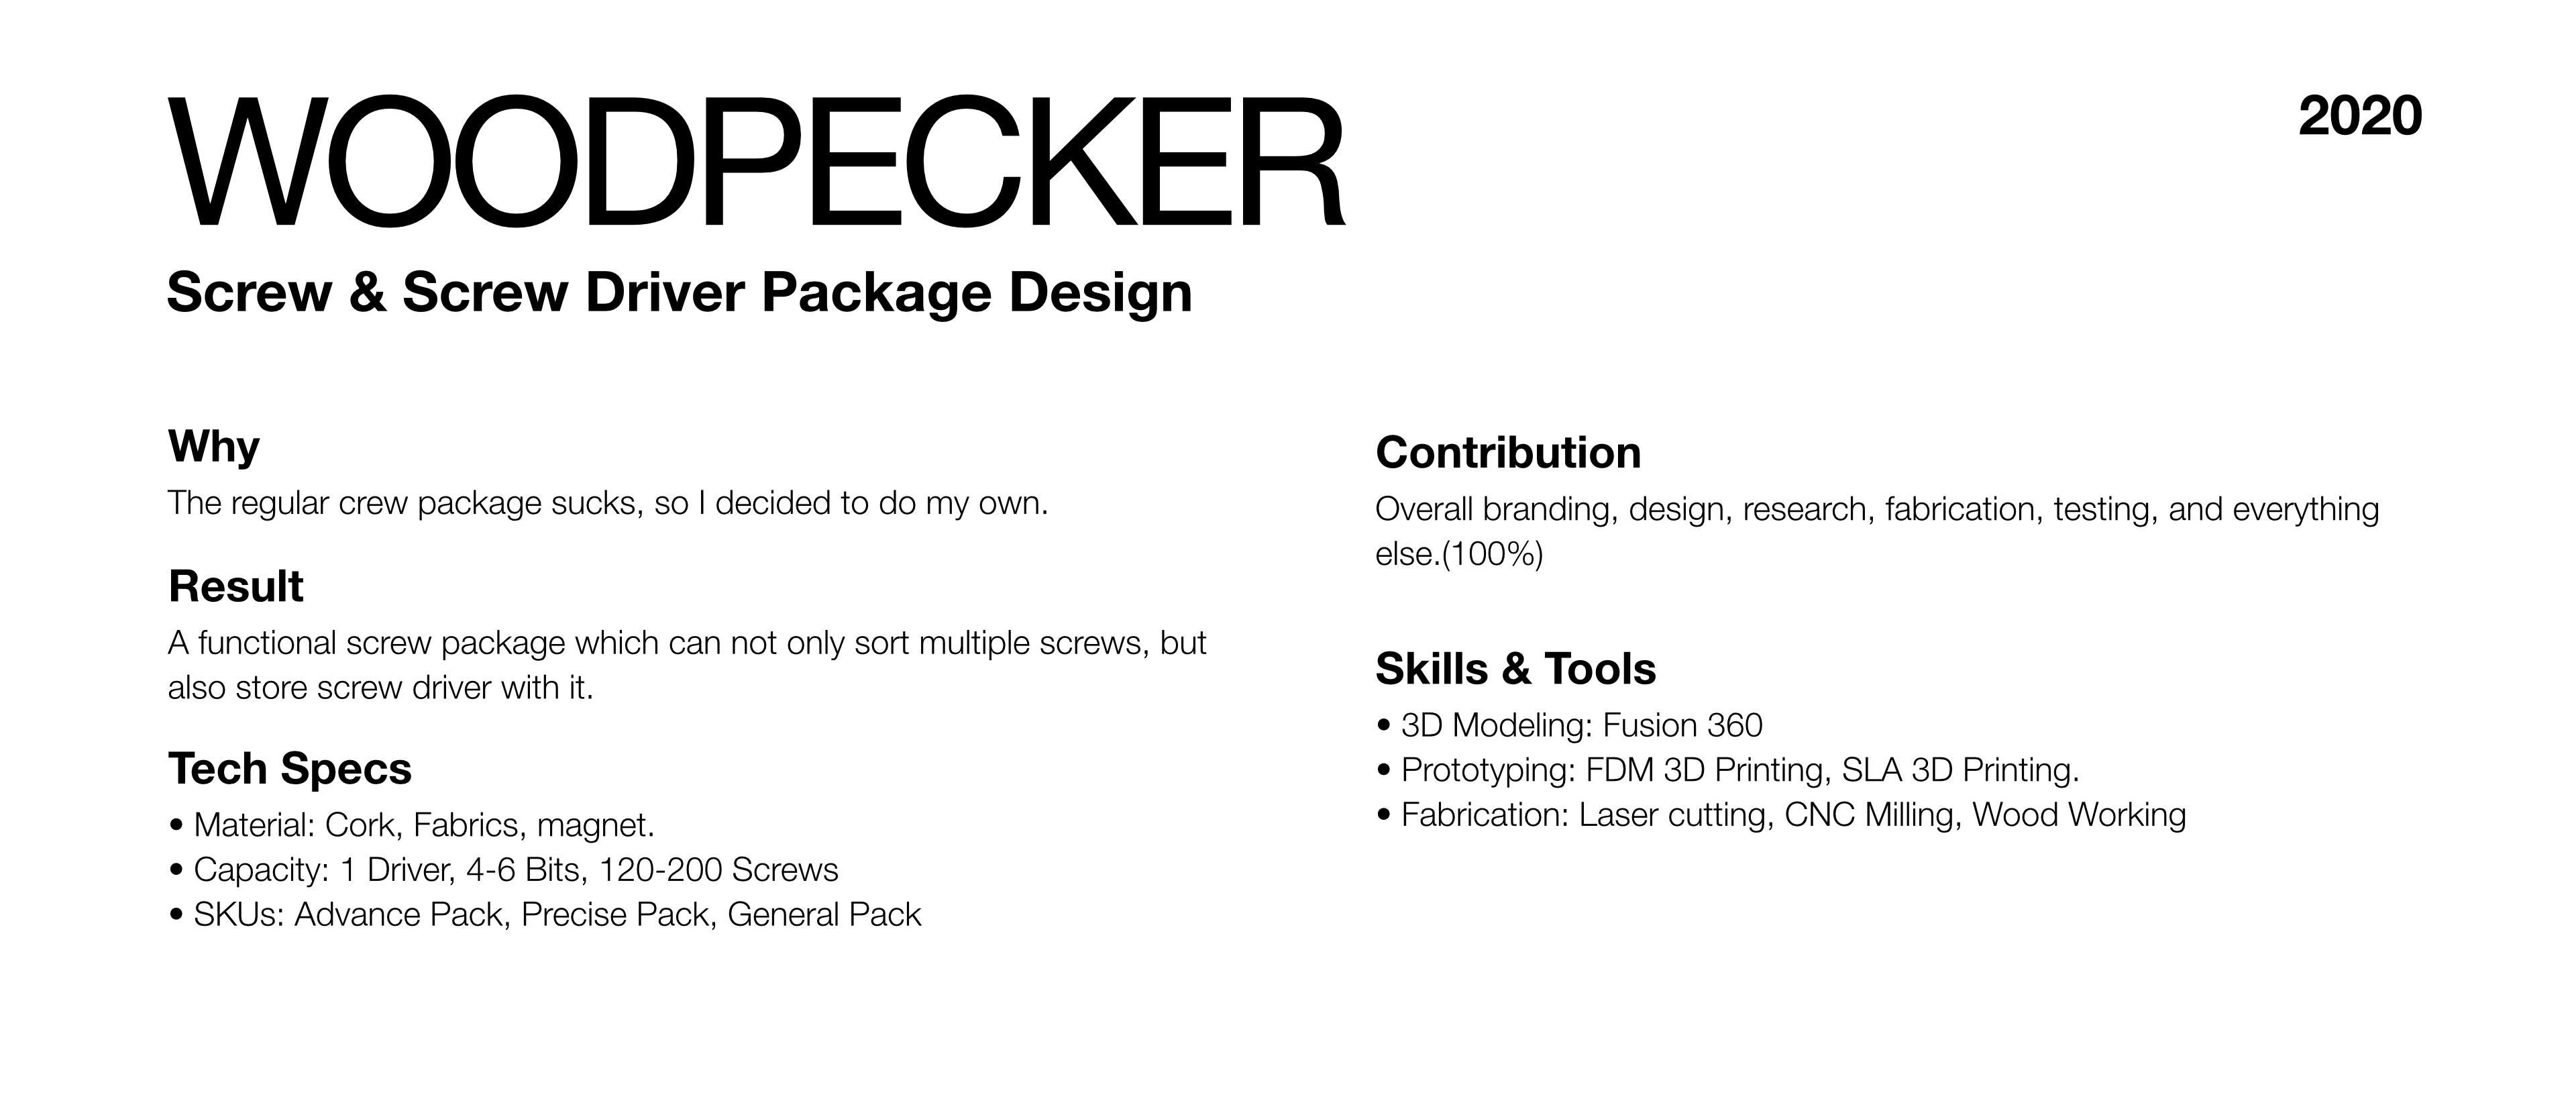 WOODPECKER
2020
Screw & Screw Driver Package Design
Why
The regular crew package sucks, so I decided to do my own.
Result
A functional screw package which can not only sort multiple screws, but
also store screw driver with it.
Tech Specs
• Material: Cork, Fabrics, magnet.
• Capacity: 1 Driver, 4-6 Bits, 120-200 Screws
• SKUs: Advance Pack, Precise Pack, General Pack
Contribution
Overall branding, design, research, fabrication, testing, and everything
else.(100%)
Skills & Tools
• 3D Modeling: Fusion 360
• Prototyping: FDM 3D Printing, SLA 3D Printing.
• Fabrication: Laser cutting, CNC Milling, Wood Working